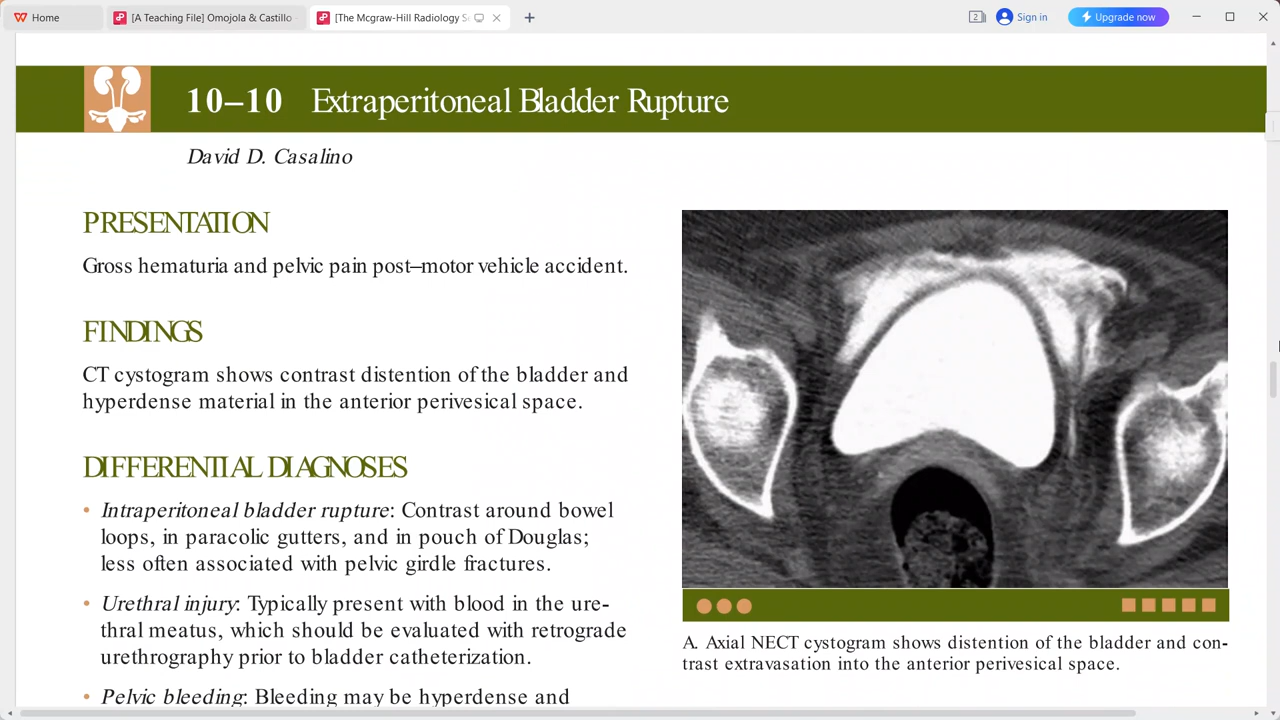 Home
[A Teaching File] Omojola & Castillo
[The Mcgraw-Hill Radiology S
2
Sign in
Upgrade now
10–10 Extraperitoneal Bladder Rupture
David D. Casalino
PRESENTATION
Gross hematuria and pelvic pain post–motor vehicle accident.
FINDINGS
CT cystogram shows contrast distention of the bladder and
hyperdense material in the anterior perivesical space.
DIFFERENTIAL DIAGNOSES
• Intraperitoneal bladder rupture: Contrast around bowel
loops, in paracolic gutters, and in pouch of Douglas;
less often associated with pelvic girdle fractures.
• Urethral injury: Typically present with blood in the ure-
thral meatus, which should be evaluated with retrograde
urethrography prior to bladder catheterization.
• Pelvic bleeding: Bleeding may be hyperdense and
A. Axial NECT cystogram shows distention of the bladder and con-
trast extravasation into the anterior perivesical space.